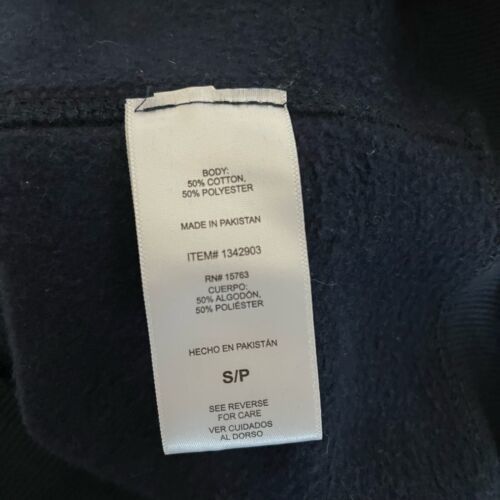 BODY:
50% COTTON,
50% POLYESTER
MADE IN PAKISTAN
ITEM# 1342903
RN# 15763
CUERPO:
50% ALGODÓN,
50% POLIÉSTER
HECHO EN PAKISTÁN
S/P
SEE REVERSE
FOR CARE
VER CUIDADOS
AL DORSO